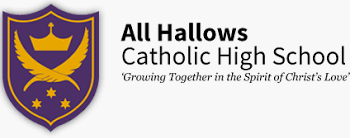 All Hallows
Catholic High School
‘Growing Together in the Spirit of Christ’s Love’